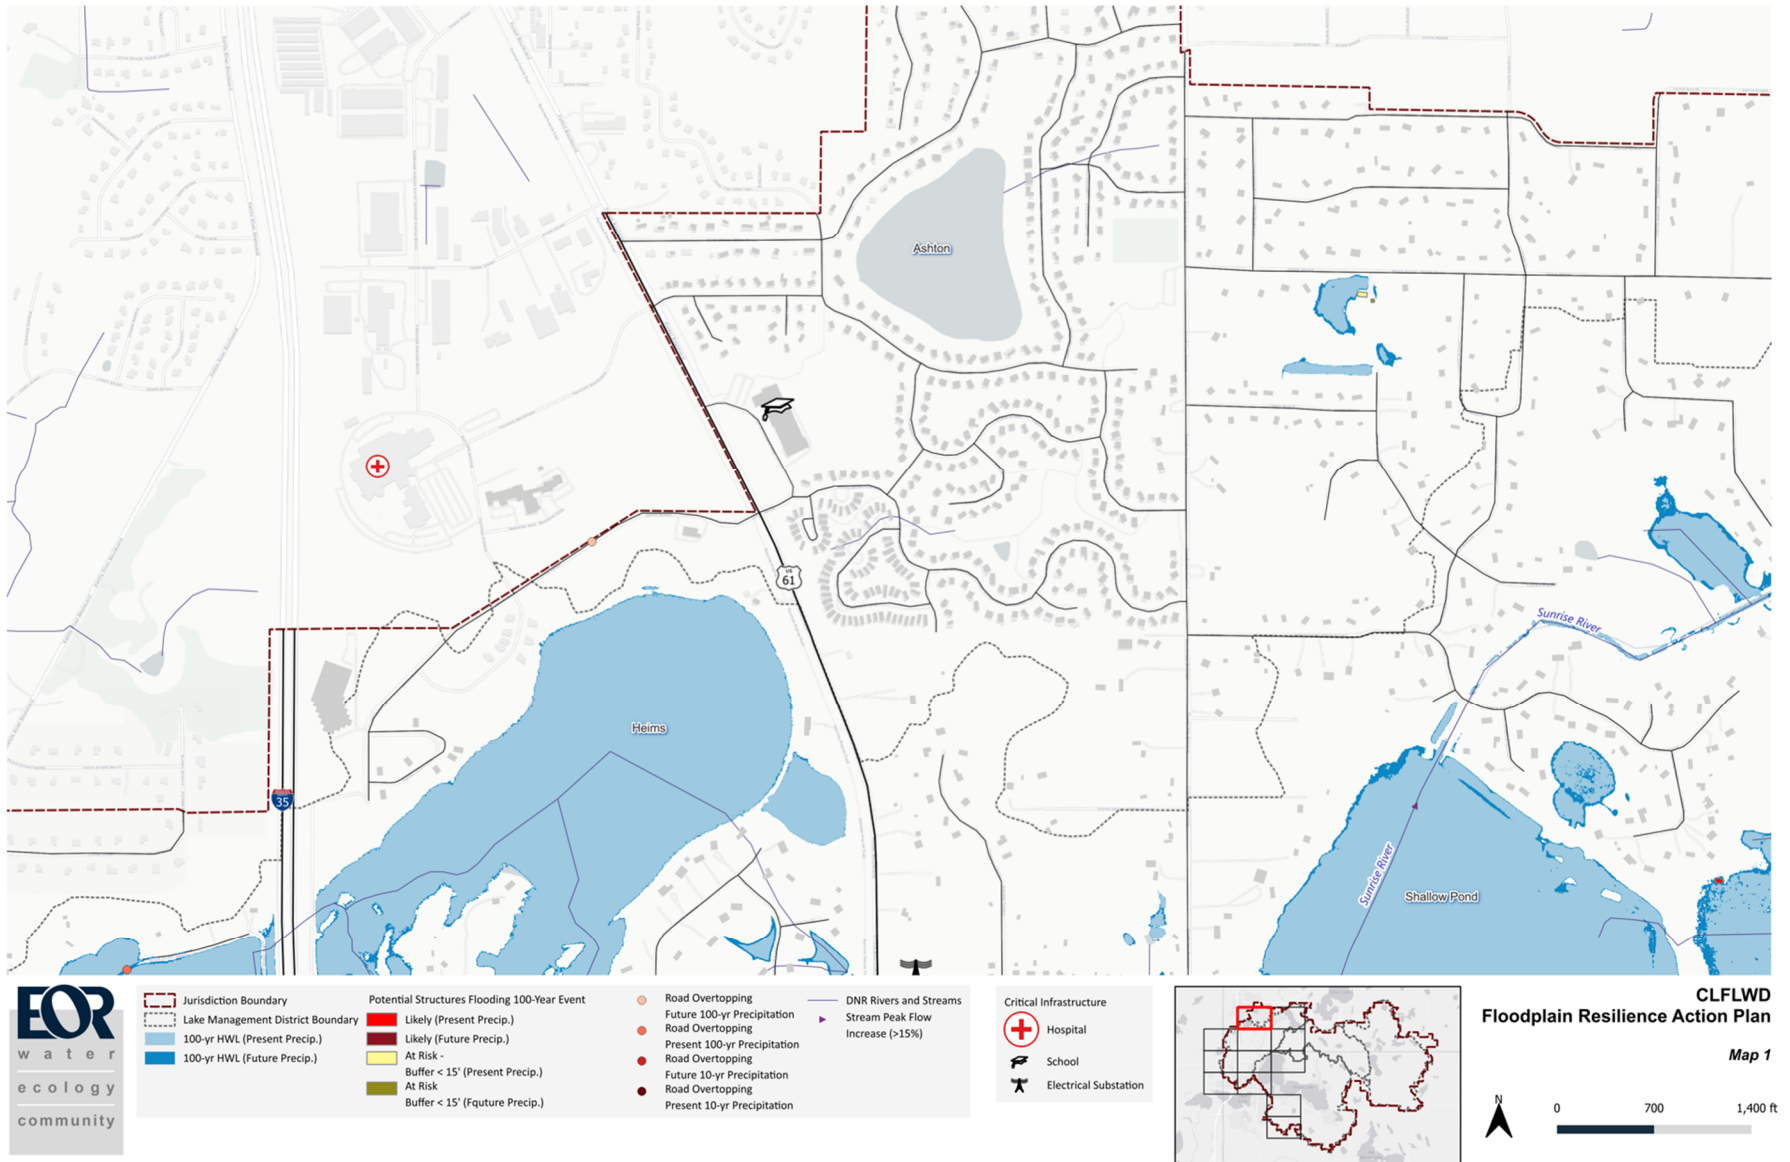 Ashton
US
61
Heims
35
Sunrise River
Sunrise River
Shallow Pond
EOR
water
ecology
community
Jurisdiction Boundary
Lake Management District Boundary
100-yr HWL (Present Precip.)
100-yr HWL (Future Precip.)
Potential Structures Flooding 100-Year Event
Likely (Present Precip.)
Likely (Future Precip.)
At Risk -
Buffer < 15' (Present Precip.)
At Risk
Buffer < 15' (Fquture Precip.)
Road Overtopping
Future 100-yr Precipitation
Road Overtopping
Present 100-yr Precipitation
Road Overtopping
Future 10-yr Precipitation
Road Overtopping
Present 10-yr Precipitation
DNR Rivers and Streams
Stream Peak Flow
Increase (>15%)
Critical Infrastructure
Hospital
School
Electrical Substation
CLFLWD
Floodplain Resilience Action Plan
Map 1
N
0 700 1,400 ft